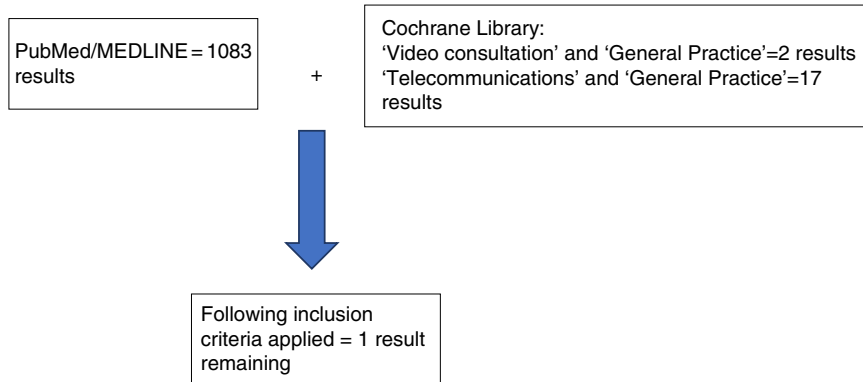 PubMed/MEDLINE = 1083
results
+
Cochrane Library:
‘Video consultation’ and ‘General Practice’=2 results
‘Telecommunications’ and ‘General Practice’=17
results
Following inclusion
criteria applied = 1 result
remaining